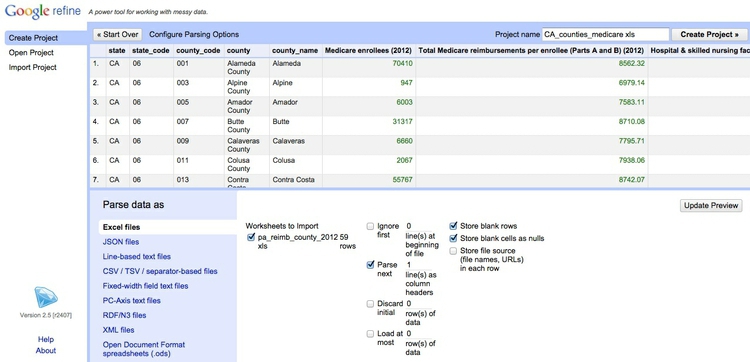 Google refine A power tool for working with messy data.
Create Project
Open Project
Import Project
« Start Over Configure Parsing Options Project name CA_counties_medicare xls Create Project »
state state_code county_code county county_name Medicare enrollees (2012) Total Medicare reimbursements per enrollee (Parts A and B) (2012) Hospital & skilled nursing fac
1. CA 06 001 Alameda County Alameda 70410 8562.32
2. CA 06 003 Alpine County Alpine 947 6979.14
3. CA 06 005 Amador County Amador 6003 7583.11
4. CA 06 007 Butte County Butte 31317 8710.08
5. CA 06 009 Calaveras County Calaveras 6660 7795.71
6. CA 06 011 Colusa County Colusa 2067 7938.06
7. CA 06 013 Contra Costa Contra Costa 55767 8742.07
Parse data as
Excel files
JSON files
Line-based text files
CSV / TSV / separator-based files
Fixed-width field text files
PC-Axis text files
RDF/N3 files
XML files
Open Document Format
spreadsheets (.ods)
Update Preview
Worksheets to Import
pa_reimb_county_2012 59
xls rows
Ignore first 0 line(s) at beginning of file
Parse next 1 line(s) as column headers
Discard initial 0 row(s) of data
Load at most 0 row(s) of data
Store blank rows
Store blank cells as nulls
Store file source
(file names, URLs)
in each row
Version 2.5 [r2407]
Help
About